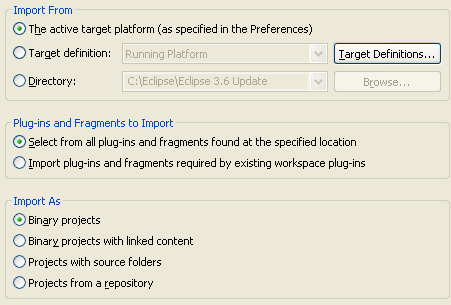 Import From
The active target platform (as specified in the Preferences)
Target definition: Running Platform Target Definitions...
Directory: C:\Eclipse\Eclipse 3.6 Update Browse...
Plug-ins and Fragments to Import
Select from all plug-ins and fragments found at the specified location
Import plug-ins and fragments required by existing workspace plug-ins
Import As
Binary projects
Binary projects with linked content
Projects with source folders
Projects from a repository